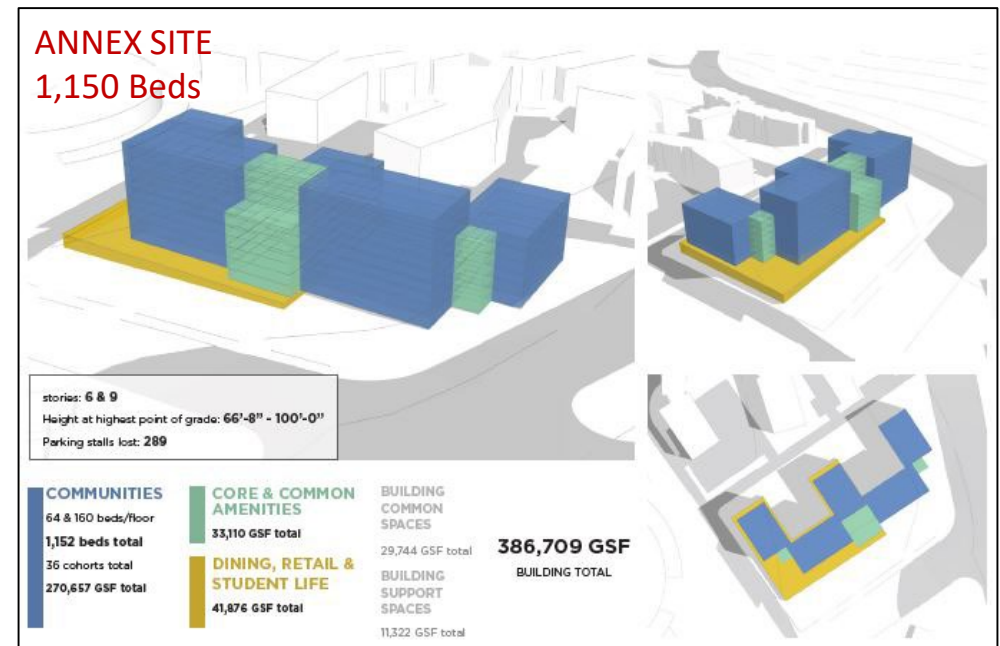 ANNEX SITE
1,150 Beds
stories: 6 & 9
Height at highest point of grade: 66'-8" - 100'-0"
Parking stalls lost: 289
COMMUNITIES
64 & 160 beds/floor
1,152 beds total
36 cohorts total
270,657 GSF total
CORE & COMMON
AMENITIES
33,110 GSF total
DINING, RETAIL &
STUDENT LIFE
41,876 GSF total
BUILDING
COMMON
SPACES
29,744 GSF total
BUILDING
SUPPORT
SPACES
11,322 GSF total
386,709 GSF
BUILDING TOTAL